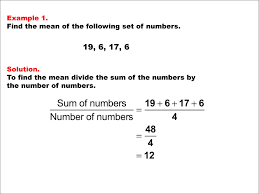 Example 1.
Find the mean of the following set of numbers.
19, 6, 17, 6
Solution.
To find the mean divide the sum of the numbers by
the number of numbers.
Sum of numbers / Number of numbers = 19 + 6 + 17 + 6 / 4
= 48 / 4
= 12